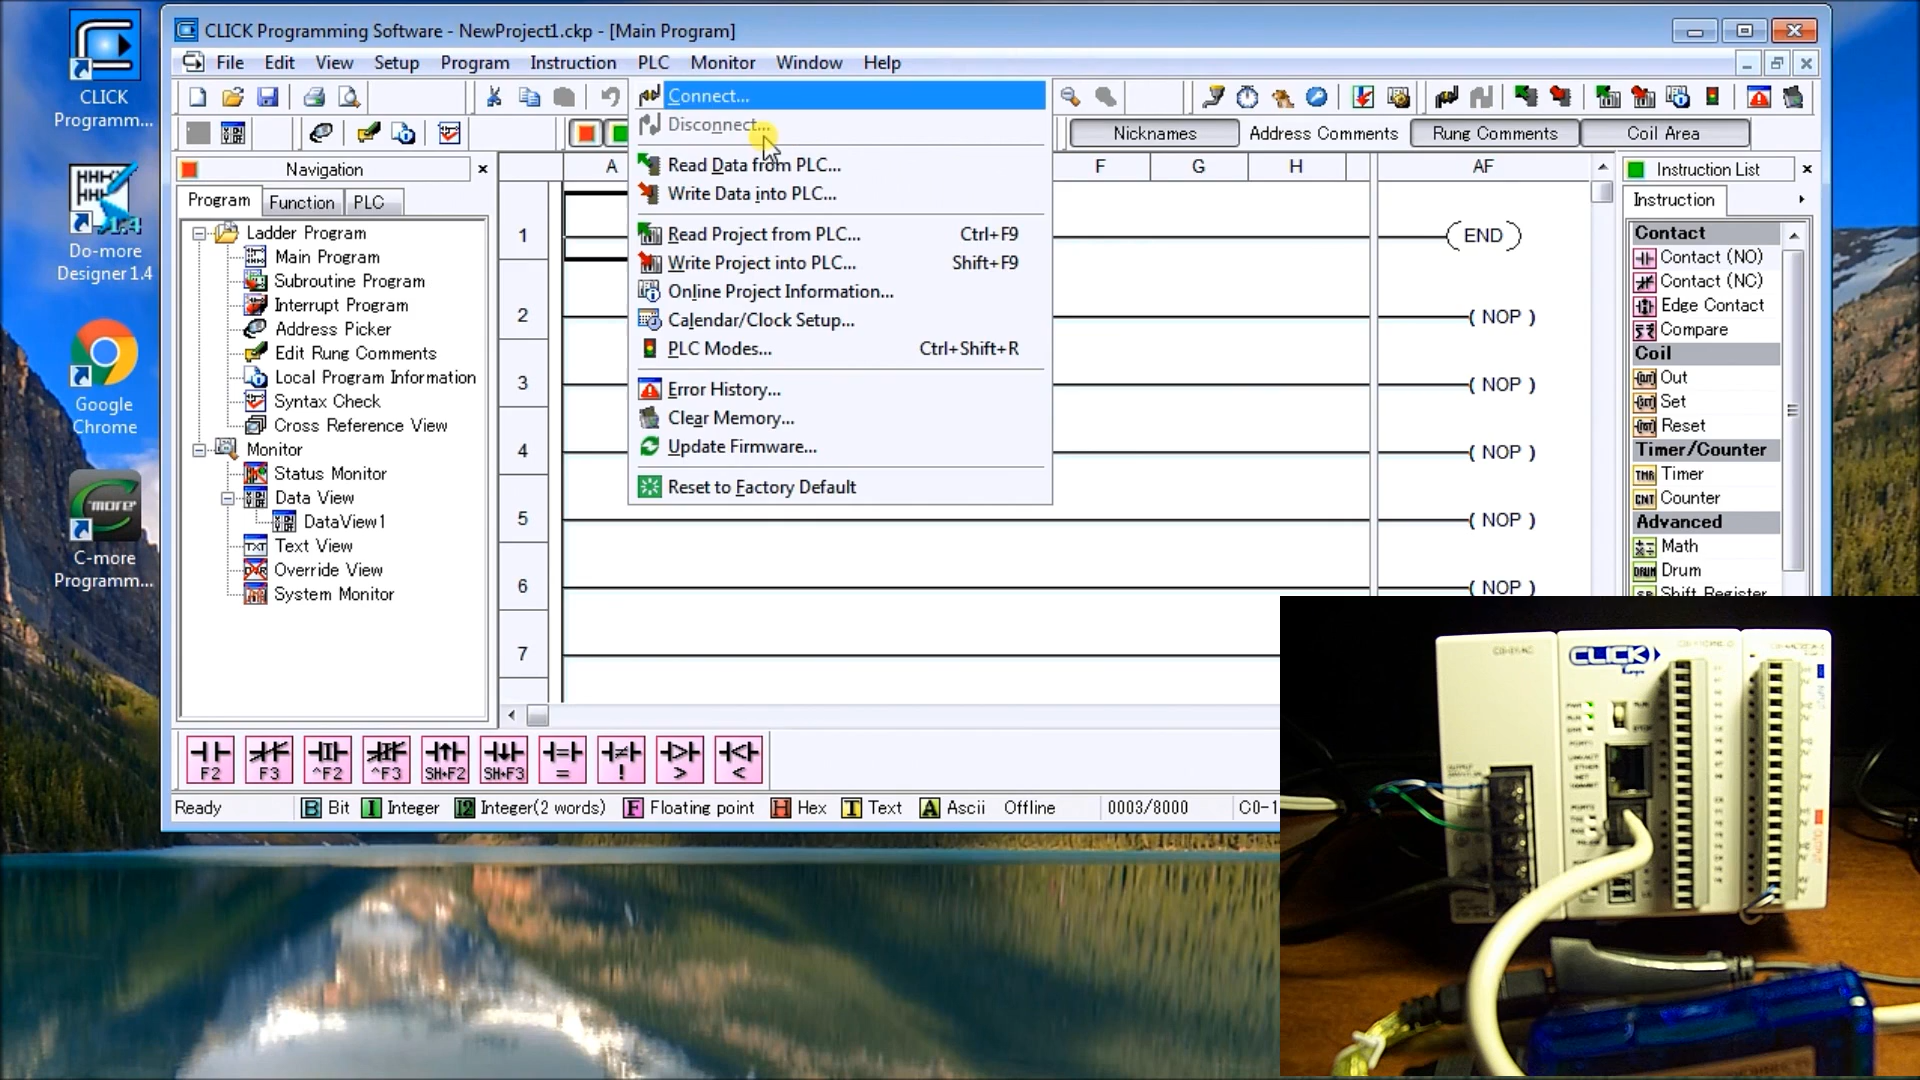 CLICK Programming Software - NewProject1.ckp - [Main Program]
File Edit View Setup Program Instruction PLC Monitor Window Help
CLICK
Programm...
Do-more
Designer 1.4
Google
Chrome
C-more
Programm...
Connect...
Disconnect...
Read Data from PLC...
Write Data into PLC...
Read Project from PLC... Ctrl+F9
Write Project into PLC... Shift+F9
Online Project Information...
Calendar/Clock Setup...
PLC Modes... Ctrl+Shift+R
Error History...
Clear Memory...
Update Firmware...
Reset to Factory Default
Nicknames Address Comments Rung Comments Coil Area
Navigation
Program Function PLC
Ladder Program
Main Program
Subroutine Program
Interrupt Program
Address Picker
Edit Rung Comments
Local Program Information
Syntax Check
Cross Reference View
Monitor
Status Monitor
Data View
DataView1
Text View
Override View
System Monitor
A F G H AF
1 END
2 NOP
3 NOP
4 NOP
5 NOP
6 NOP
7
Instruction List
Instruction
Contact
Contact (NO)
Contact (NC)
Edge Contact
Compare
Coil
Out
Set
Reset
Timer/Counter
Timer
Counter
Advanced
Math
Drum
Shift Register
F2 F3 ^F2 ^F3 SH+F2 SH+F3 = ! > <
Ready B Bit I Integer I2 Integer(2 words) F Floating point H Hex T Text A Ascii Offline 0003/8000 C0-1
CLICK